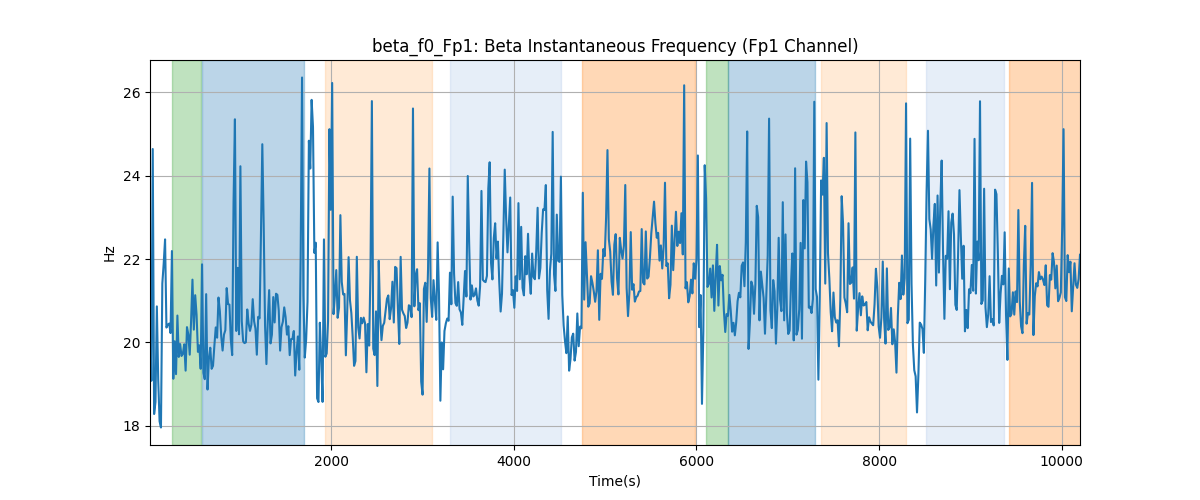 beta_f0_Fp1: Beta Instantaneous Frequency (Fp1 Channel)
Hz
26
24
22
20
18
2000 4000 6000 8000 10000
Time(s)